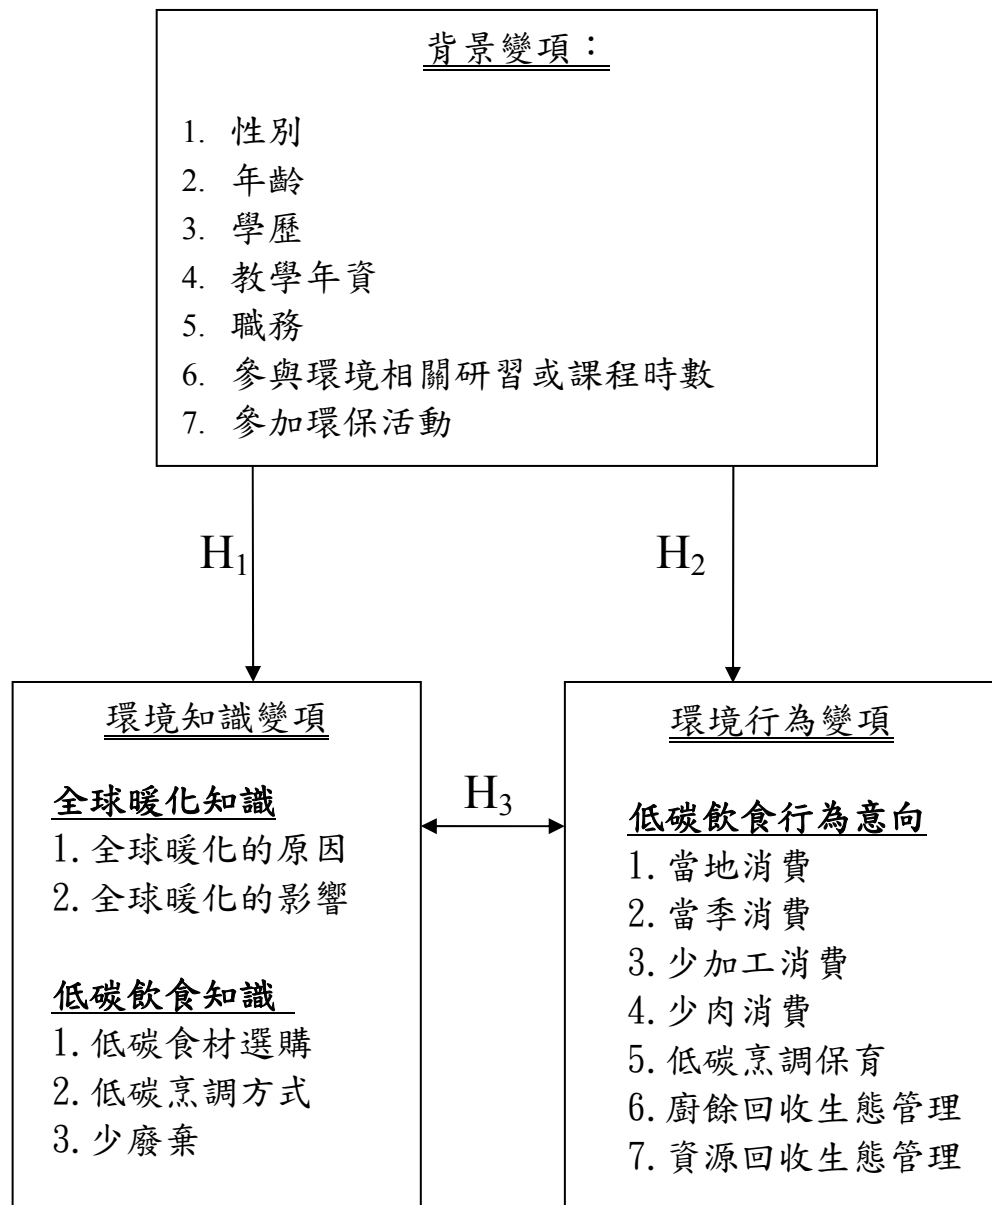 背景變項：
1. 性別
2. 年齡
3. 學歷
4. 教學年資
5. 職務
6. 參與環境相關研習或課程時數
7. 參加環保活動
H1
H2
環境知識變項
全球暖化知識
1.全球暖化的原因
2.全球暖化的影響
低碳飲食知識
1.低碳食材選購
2.低碳烹調方式
3.少廢棄
H3
環境行為變項
低碳飲食行為意向
1.當地消費
2.當季消費
3.少加工消費
4.少肉消費
5.低碳烹調保育
6.廚餘回收生態管理
7.資源回收生態管理